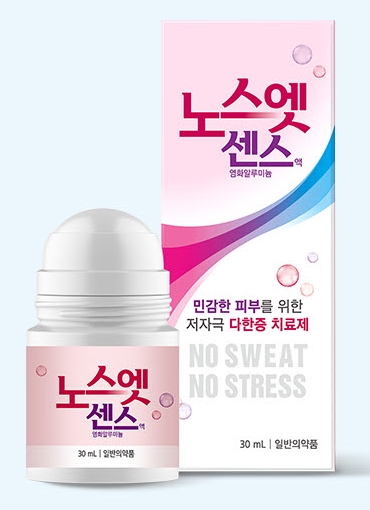 노스엣
센스액
염화알루미늄
민감한 피부를 위한
저자극 다한증 치료제
NO SWEAT
NO STRESS
30 mL | 일반의약품
노스엣
센스액
염화알루미늄
30 mL | 일반의약품